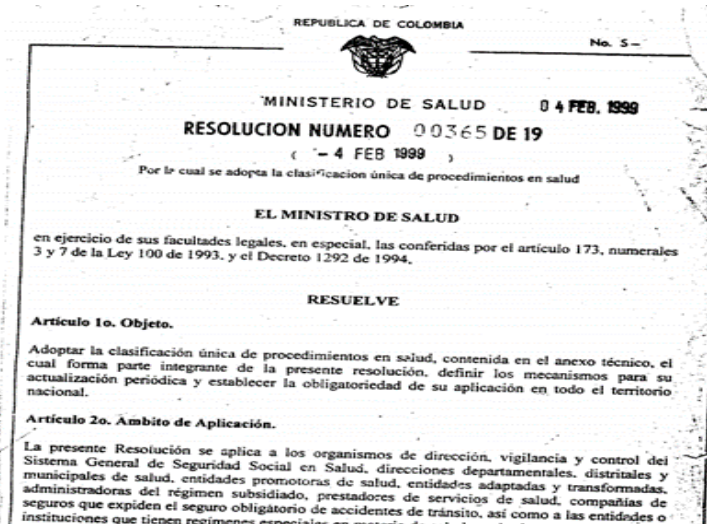 REPUBLICA DE COLOMBIA
No. S-
MINISTERIO DE SALUD 04 FEB. 1999
RESOLUCION NUMERO 00365 DE 19
( - 4 FEB 1999 )
Por la cual se adopta la clasificacion única de procedimientos en salud
EL MINISTRO DE SALUD
en ejercicio de sus facultades legales, en especial, las conferidas por el artículo 173, numerales
3 y 7 de la Ley 100 de 1993, y el Decreto 1292 de 1994,
RESUELVE
Artículo 1o. Objeto.
Adoptar la clasificación única de procedimientos en salud, contenida en el anexo técnico, el
cual forma parte integrante de la presente resolución, definir los mecanismos para su
actualización periódica y establecer la obligatoriedad de su aplicación en todo el territorio
nacional.
Artículo 2o. Ambito de Aplicación.
La presente Resolución se aplica a los organismos de dirección, vigilancia y control del
Sistema General de Seguridad Social en Salud, direcciones departamentales, distritales y
municipales de salud, entidades promotoras de salud, entidades adaptadas y transformadas,
administradoras del régimen subsidiado, prestadores de servicios de salud, compañias de
seguros que expiden el seguro obligatorio de accidentes de tránsito, así como a las entidades o
instituciones que tienen regímenes especiales en materia de